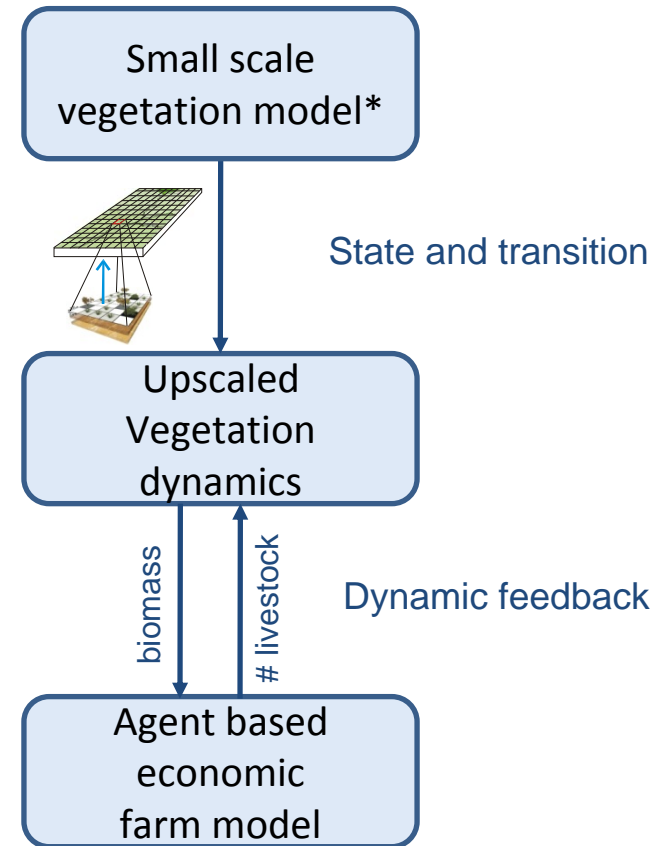 Small scale
vegetation model*
State and transition
Upscaled
Vegetation
dynamics
biomass
# livestock
Dynamic feedback
Agent based
economic
farm model